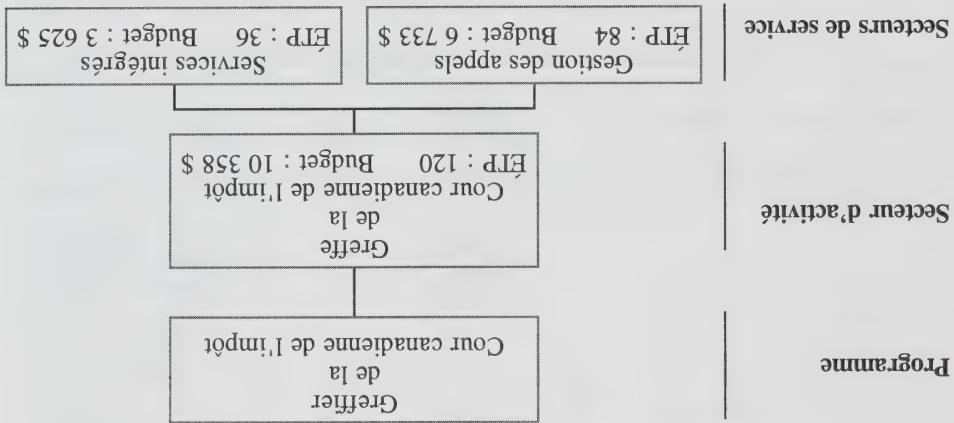 Programme
Greffier
de la
Cour canadienne de l'impôt
Secteur d'activité
Greffe
de la
Cour canadienne de l'impôt
ÉTP : 120 Budget : 10 358 $
Secteurs de service
Gestion des appels
ÉTP : 84 Budget : 6 733 $
Services intégrés
ÉTP : 36 Budget : 3 625 $